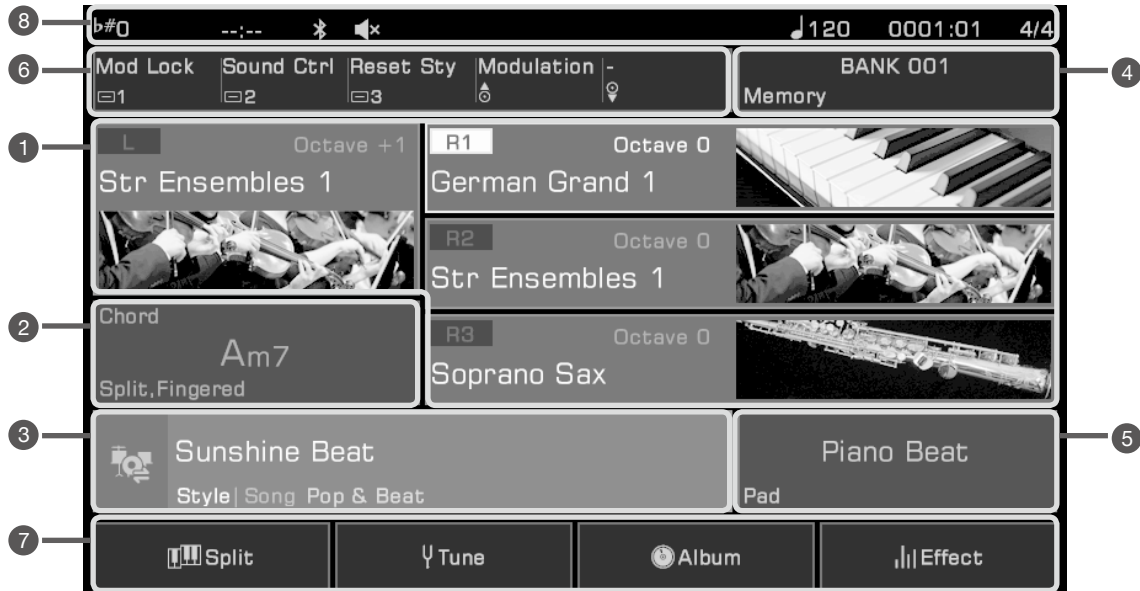 8
♭#0 --:-- 120 0001:01 4/4
6
Mod Lock Sound Ctrl Reset Sty Modulation -
1 2 3
BANK 001
Memory
4
1
L Octave +1
Str Ensembles 1
R1 Octave 0
German Grand 1
R2 Octave 0
Str Ensembles 1
R3 Octave 0
Soprano Sax
2
Chord
Am7
Split,Fingered
3
Sunshine Beat
Style| Song Pop & Beat
Piano Beat
Pad
5
7
Split Tune Album Effect